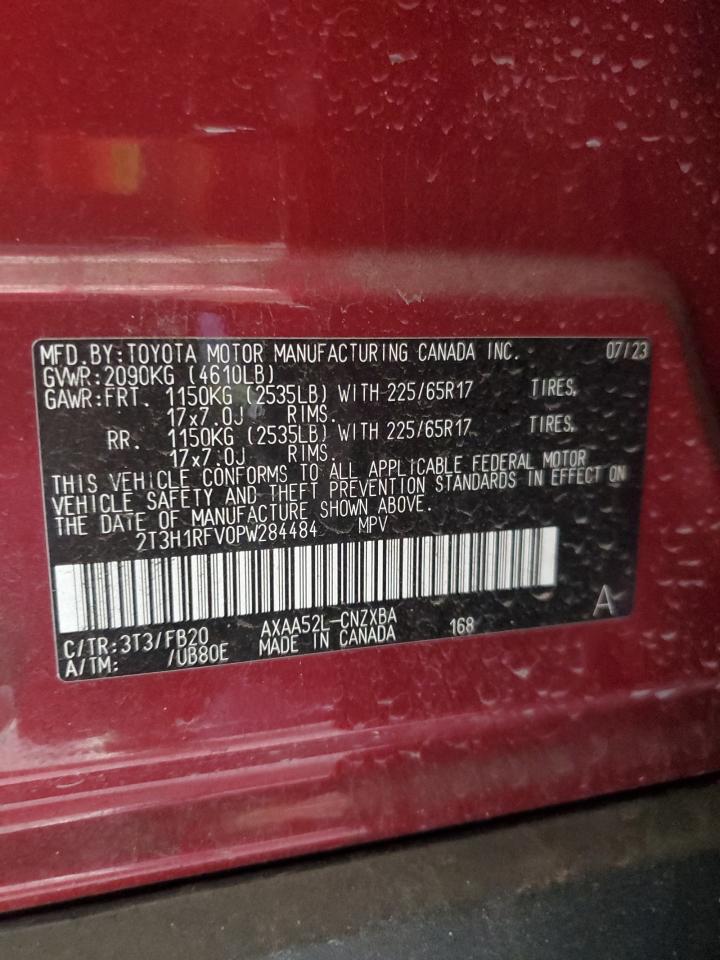 MFD.BY:TOYOTA MOTOR MANUFACTURING CANADA INC. 07/23
GVWR:2090KG (4610LB)
GAWR:FRT. 1150KG (2535LB) WITH 225/65R17 TIRES,
17x7.0J RIMS.
RR. 1150KG (2535LB) WITH 225/65R17 TIRES,
17x7.0J RIMS.
THIS VEHICLE CONFORMS TO ALL APPLICABLE FEDERAL MOTOR
VEHICLE SAFETY AND THEFT PREVENTION STANDARDS IN EFFECT ON
THE DATE OF MANUFACTURE SHOWN ABOVE.
2T3H1RFV0PW284484 MPV
C/TR:3T3/FB20 AXAA52L-CNZXBA 168 A
A/TM: /UB80E MADE IN CANADA